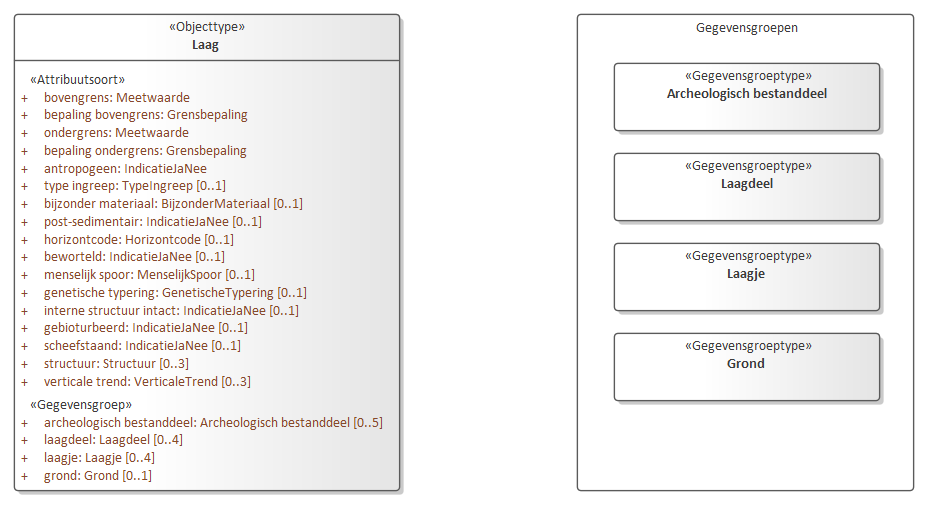 «Objecttype»
Laag
«Attribuutsoort»
+ bovengrens: Meetwaarde
+ bepaling bovengrens: Grensbepaling
+ ondergrens: Meetwaarde
+ bepaling ondergrens: Grensbepaling
+ antropogeen: IndicatieJaNee
+ type ingreep: TypeIngreep [0..1]
+ bijzonder materiaal: BijzonderMateriaal [0..1]
+ post-sedimentair: IndicatieJaNee [0..1]
+ horizontcode: Horizontcode [0..1]
+ beworteld: IndicatieJaNee [0..1]
+ menselijk spoor: MenselijkSpoor [0..1]
+ genetische typering: GenetischeTypering [0..1]
+ interne structuur intact: IndicatieJaNee [0..1]
+ gebioturbeerd: IndicatieJaNee [0..1]
+ scheefstaand: IndicatieJaNee [0..1]
+ structuur: Structuur [0..3]
+ verticale trend: VerticaleTrend [0..3]
«Gegevensgroep»
+ archeologisch bestanddeel: Archeologisch bestanddeel [0..5]
+ laagdeel: Laagdeel [0..4]
+ laagje: Laagje [0..4]
+ grond: Grond [0..1]
Gegevensgroepen
«Gegevensgroeptype»
Archeologisch bestanddeel
«Gegevensgroeptype»
Laagdeel
«Gegevensgroeptype»
Laagje
«Gegevensgroeptype»
Grond